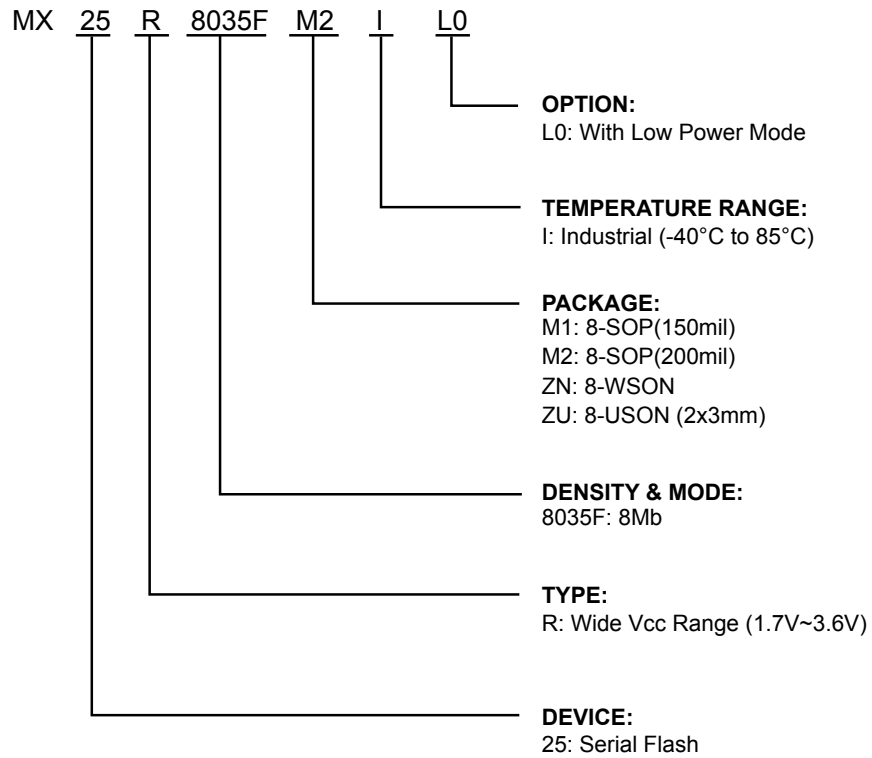 MX 25 R 8035F M2 I L0
OPTION:
L0: With Low Power Mode
TEMPERATURE RANGE:
I: Industrial (-40°C to 85°C)
PACKAGE:
M1: 8-SOP(150mil)
M2: 8-SOP(200mil)
ZN: 8-WSON
ZU: 8-USON (2x3mm)
DENSITY & MODE:
8035F: 8Mb
TYPE:
R: Wide Vcc Range (1.7V~3.6V)
DEVICE:
25: Serial Flash